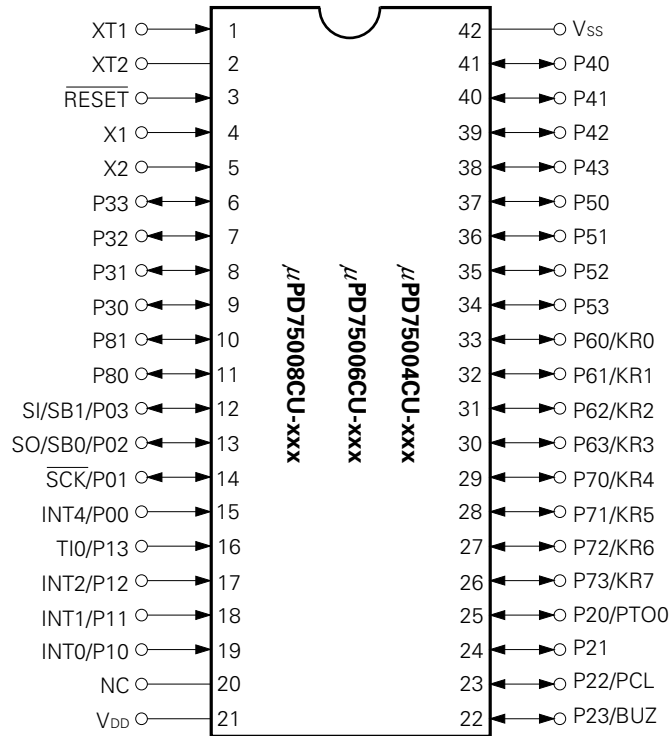 XT1 1 42 Vss
XT2 2 41 P40
RESET 3 40 P41
X1 4 39 P42
X2 5 38 P43
P33 6 37 P50
P32 7 36 P51
P31 8 35 P52
P30 9 34 P53
P81 10 33 P60/KR0
P80 11 32 P61/KR1
SI/SB1/P03 12 31 P62/KR2
SO/SB0/P02 13 30 P63/KR3
SCK/P01 14 29 P70/KR4
INT4/P00 15 28 P71/KR5
TI0/P13 16 27 P72/KR6
INT2/P12 17 26 P73/KR7
INT1/P11 18 25 P20/PTO0
INT0/P10 19 24 P21
NC 20 23 P22/PCL
VDD 21 22 P23/BUZ
μPD75004CU-xxx
μPD75006CU-xxx
μPD75008CU-xxx